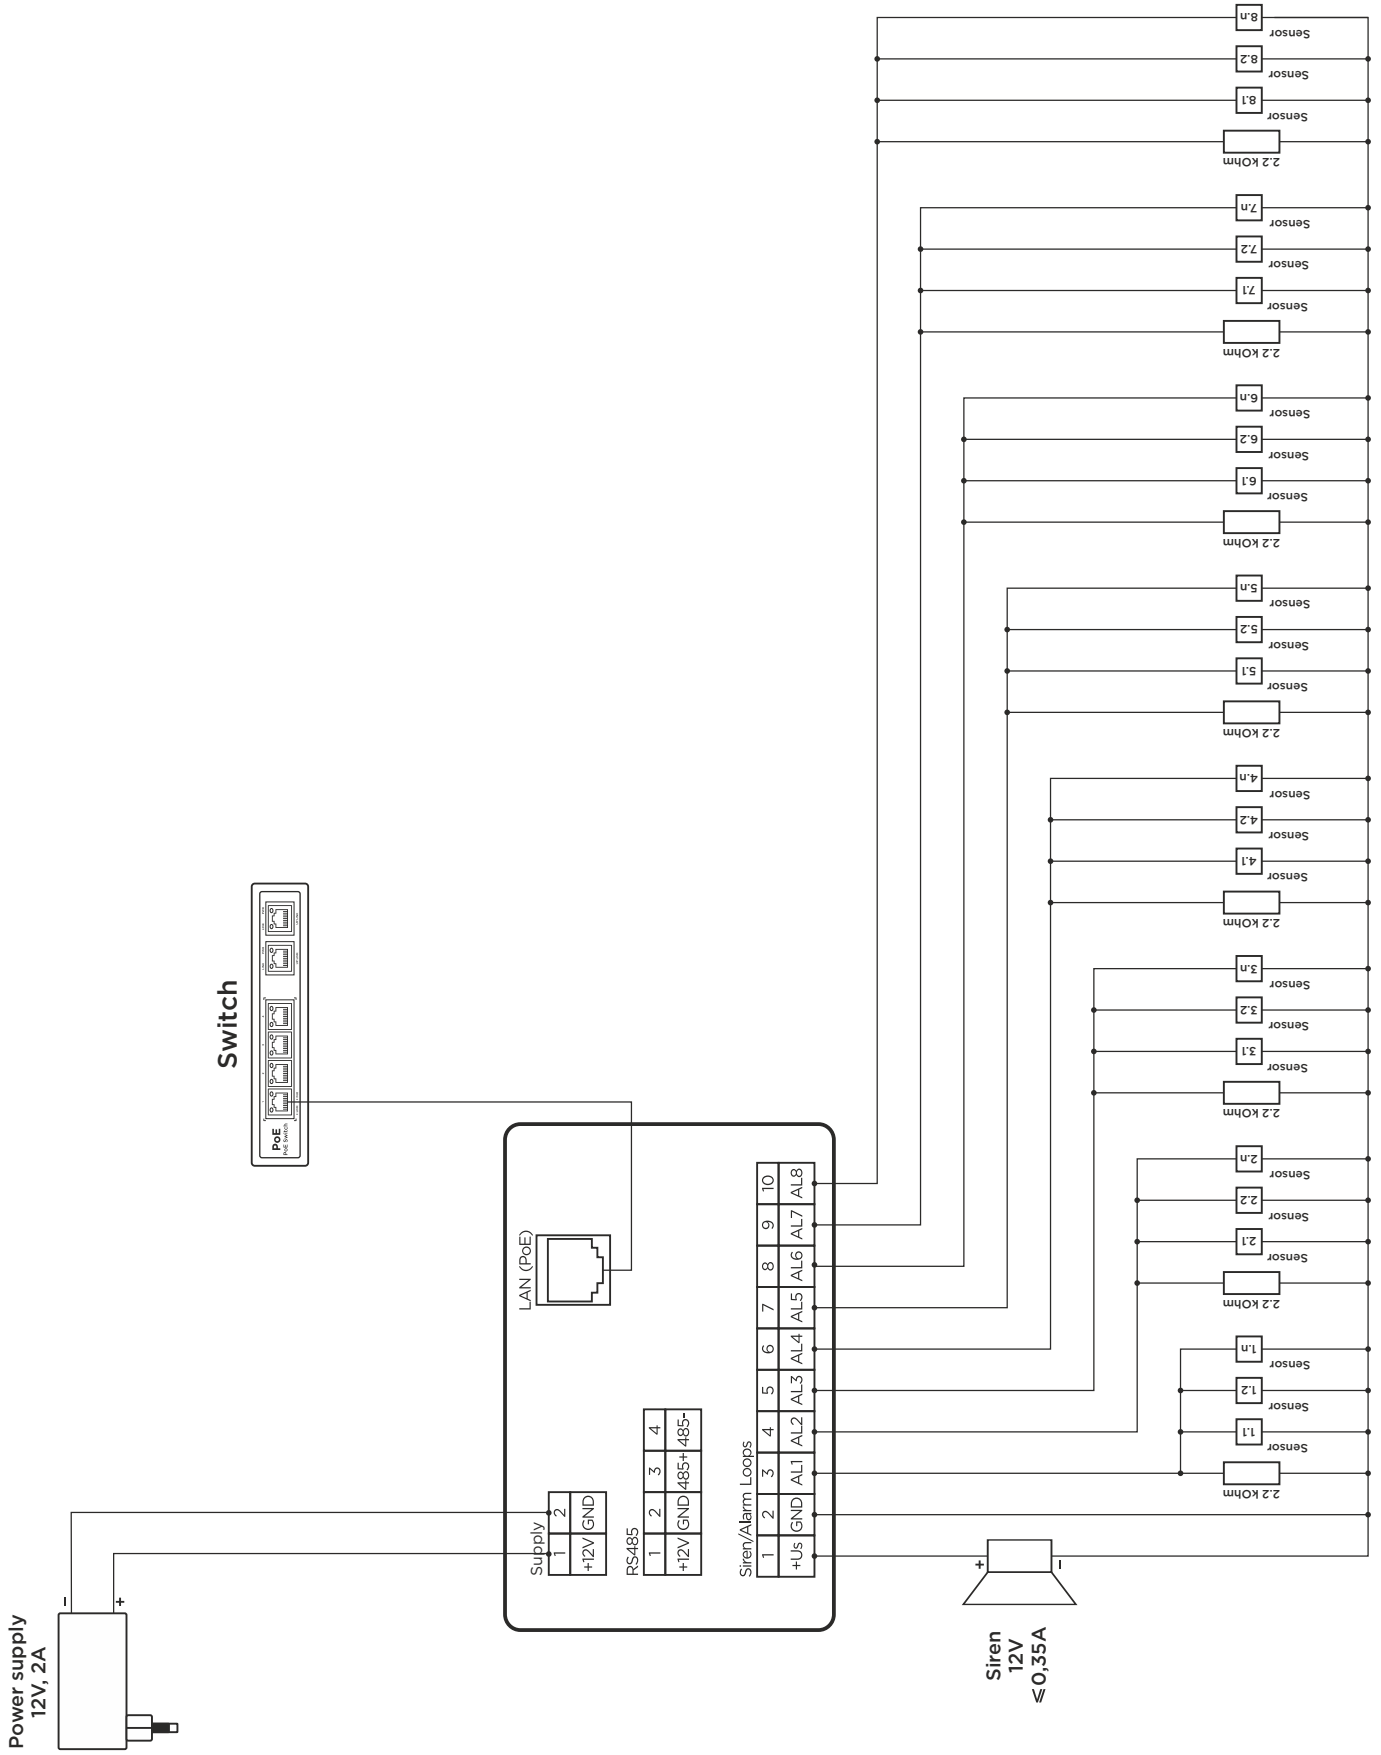 8.n
Sensor
8.2
Sensor
8.1
Sensor
2.2 kOhm
7.n
Sensor
7.2
Sensor
7.1
Sensor
2.2 kOhm
6.n
Sensor
6.2
Sensor
6.1
Sensor
2.2 kOhm
5.n
Sensor
5.2
Sensor
5.1
Sensor
2.2 kOhm
4.n
Sensor
4.2
Sensor
4.1
Sensor
2.2 kOhm
3.n
Sensor
3.2
Sensor
3.1
Sensor
2.2 kOhm
2.n
Sensor
2.2
Sensor
2.1
Sensor
2.2 kOhm
1.n
Sensor
1.2
Sensor
1.1
Sensor
2.2 kOhm
Switch
PoE
PoE Switch
LAN (PoE)
Supply
1 2
+12V GND
RS485
1 2 3 4
+12V GND 485+ 485-
Siren/Alarm Loops
1 2 3 4 5 6 7 8 9 10
+Us GND AL1 AL2 AL3 AL4 AL5 AL6 AL7 AL8
Power supply
12V, 2A
- +
+ -
Siren
12V
⩽0,35A